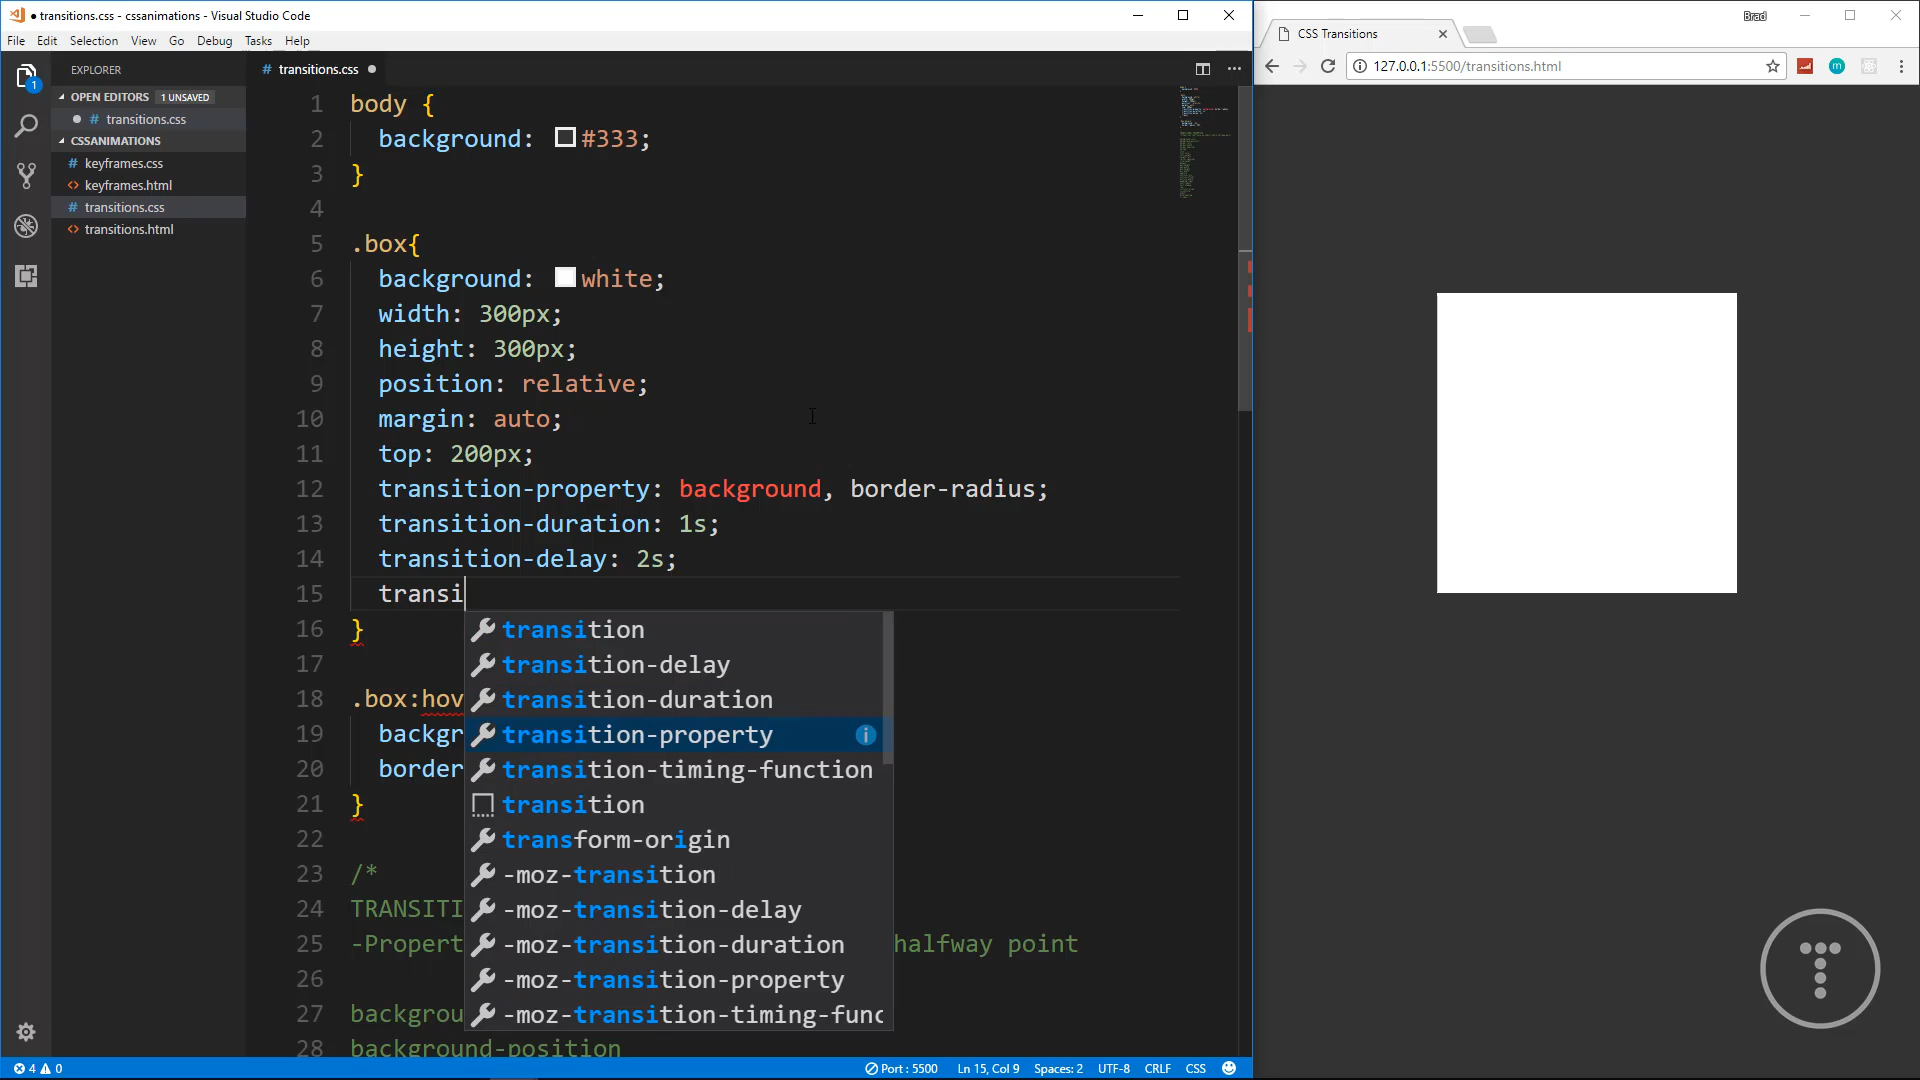 transitions.css - cssanimations - Visual Studio Code
File Edit Selection View Go Debug Tasks Help
1
EXPLORER
OPEN EDITORS 1 UNSAVED
# transitions.css
CSSANIMATIONS
# keyframes.css
<> keyframes.html
# transitions.css
<> transitions.html
# transitions.css
1 body {
2 background: #333;
3 }
4
5 .box{
6 background: white;
7 width: 300px;
8 height: 300px;
9 position: relative;
10 margin: auto;
11 top: 200px;
12 transition-property: background, border-radius;
13 transition-duration: 1s;
14 transition-delay: 2s;
15 transi
16 }
17
18 .box:hov
19 backgr
20 border
21 }
22
23 /*
24 TRANSITI
25 -Propert halfway point
26
27 backgrou
28 background-position
transition
transition-delay
transition-duration
transition-property
transition-timing-function
transition
transform-origin
-moz-transition
-moz-transition-delay
-moz-transition-duration
-moz-transition-property
-moz-transition-timing-func
4 0
Port : 5500 Ln 15, Col 9 Spaces: 2 UTF-8 CRLF CSS
Brad
CSS Transitions
127.0.0.1:5500/transitions.html